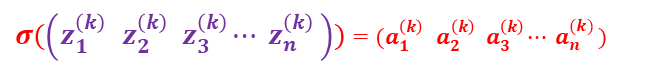 σ((z₁⁽ᵏ⁾ z₂⁽ᵏ⁾ z₃⁽ᵏ⁾ ⋯ zₙ⁽ᵏ⁾)) = (a₁⁽ᵏ⁾ a₂⁽ᵏ⁾ a₃⁽ᵏ⁾ ⋯ aₙ⁽ᵏ⁾)